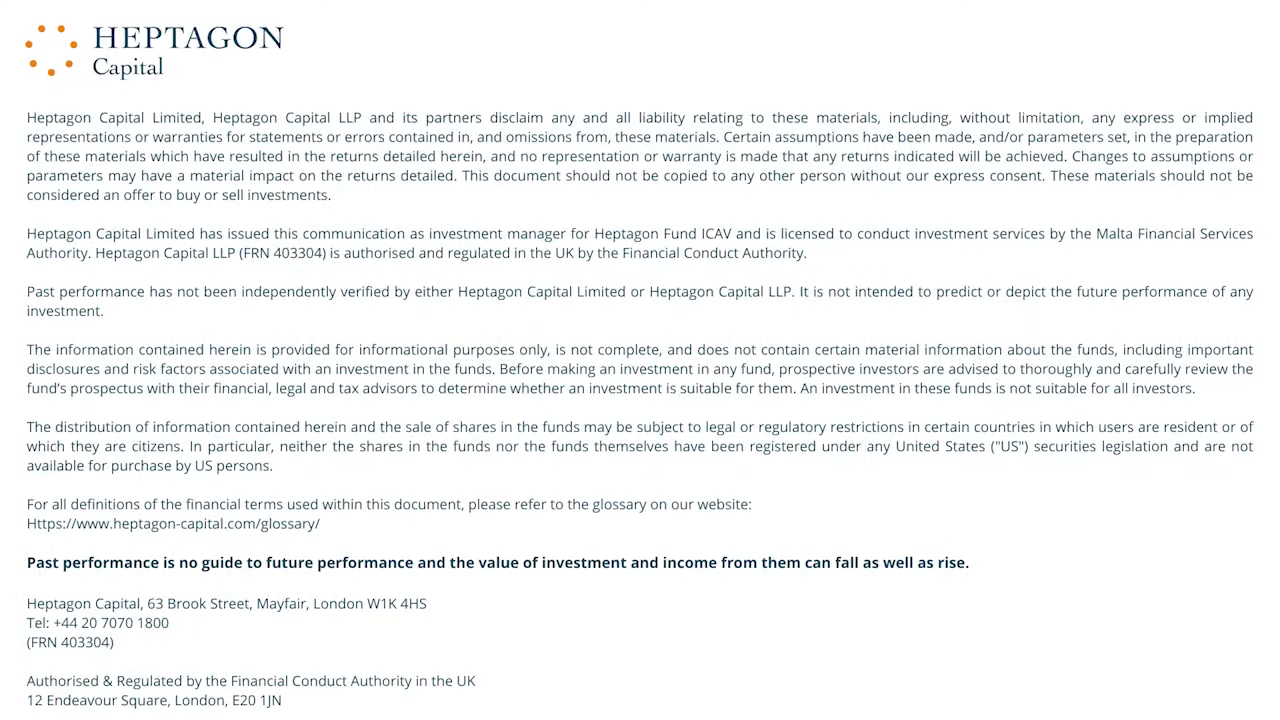 HEPTAGON
Capital
Heptagon Capital Limited, Heptagon Capital LLP and its partners disclaim any and all liability relating to these materials, including, without limitation, any express or implied
representations or warranties for statements or errors contained in, and omissions from, these materials. Certain assumptions have been made, and/or parameters set, in the preparation
of these materials which have resulted in the returns detailed herein, and no representation or warranty is made that any returns indicated will be achieved. Changes to assumptions or
parameters may have a material impact on the returns detailed. This document should not be copied to any other person without our express consent. These materials should not be
considered an offer to buy or sell investments.
Heptagon Capital Limited has issued this communication as investment manager for Heptagon Fund ICAV and is licensed to conduct investment services by the Malta Financial Services
Authority. Heptagon Capital LLP (FRN 403304) is authorised and regulated in the UK by the Financial Conduct Authority.
Past performance has not been independently verified by either Heptagon Capital Limited or Heptagon Capital LLP. It is not intended to predict or depict the future performance of any
investment.
The information contained herein is provided for informational purposes only, is not complete, and does not contain certain material information about the funds, including important
disclosures and risk factors associated with an investment in the funds. Before making an investment in any fund, prospective investors are advised to thoroughly and carefully review the
fund's prospectus with their financial, legal and tax advisors to determine whether an investment is suitable for them. An investment in these funds is not suitable for all investors.
The distribution of information contained herein and the sale of shares in the funds may be subject to legal or regulatory restrictions in certain countries in which users are resident or of
which they are citizens. In particular, neither the shares in the funds nor the funds themselves have been registered under any United States ("US") securities legislation and are not
available for purchase by US persons.
For all definitions of the financial terms used within this document, please refer to the glossary on our website:
Https://www.heptagon-capital.com/glossary/
Past performance is no guide to future performance and the value of investment and income from them can fall as well as rise.
Heptagon Capital, 63 Brook Street, Mayfair, London W1K 4HS
Tel: +44 20 7070 1800
(FRN 403304)
Authorised & Regulated by the Financial Conduct Authority in the UK
12 Endeavour Square, London, E20 1JN